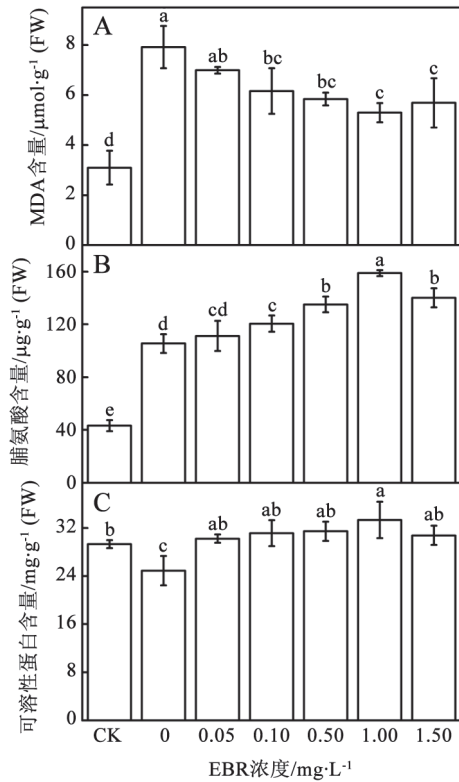 A
MDA含量/μmol·g⁻¹ (FW)
8
6
4
2
0
d
a
ab
bc
bc
c
c
B
脯氨酸含量/μg·g⁻¹ (FW)
160
120
80
40
0
e
d
cd
c
b
a
b
C
可溶性蛋白含量/mg·g⁻¹ (FW)
32
24
16
8
0
b
c
ab
ab
ab
a
ab
CK 0 0.05 0.10 0.50 1.00 1.50
EBR浓度/mg·L⁻¹